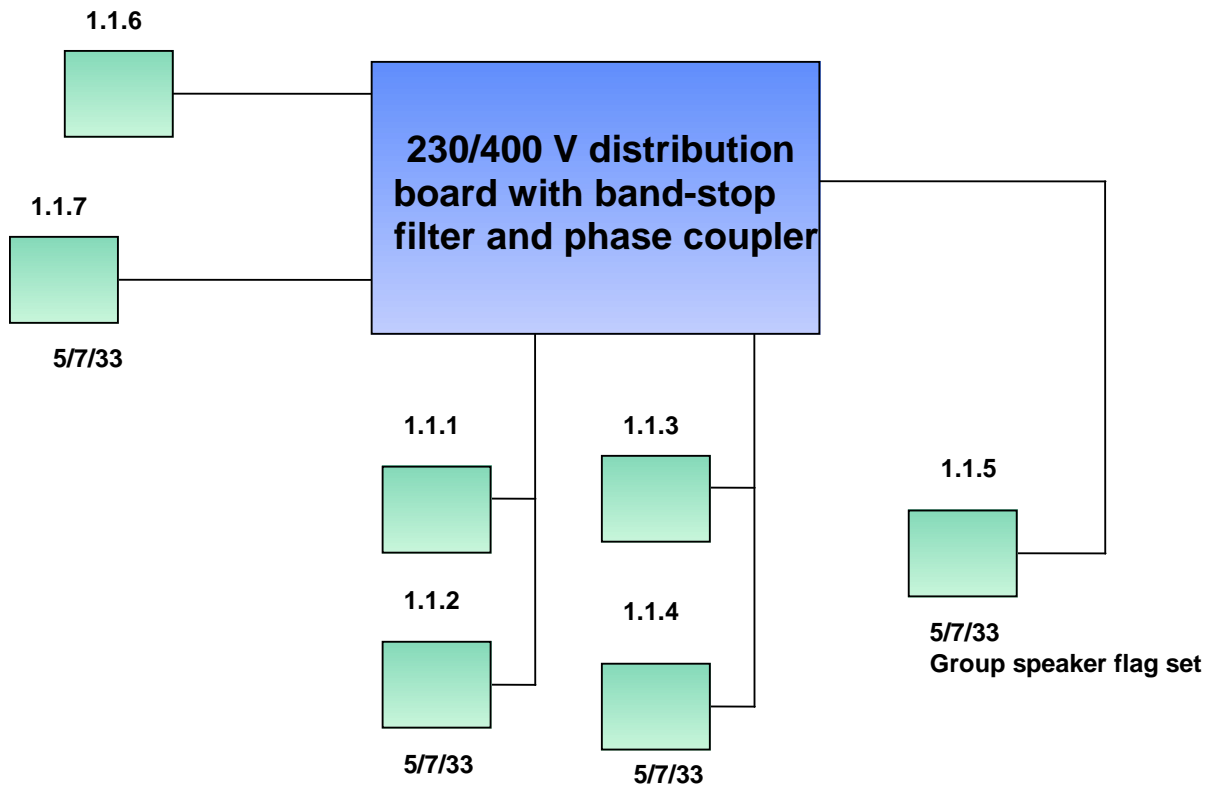 1.1.6
230/400 V distribution
board with band-stop
filter and phase coupler
1.1.7
5/7/33
1.1.1
1.1.3
1.1.5
1.1.2
1.1.4
5/7/33
Group speaker flag set
5/7/33
5/7/33